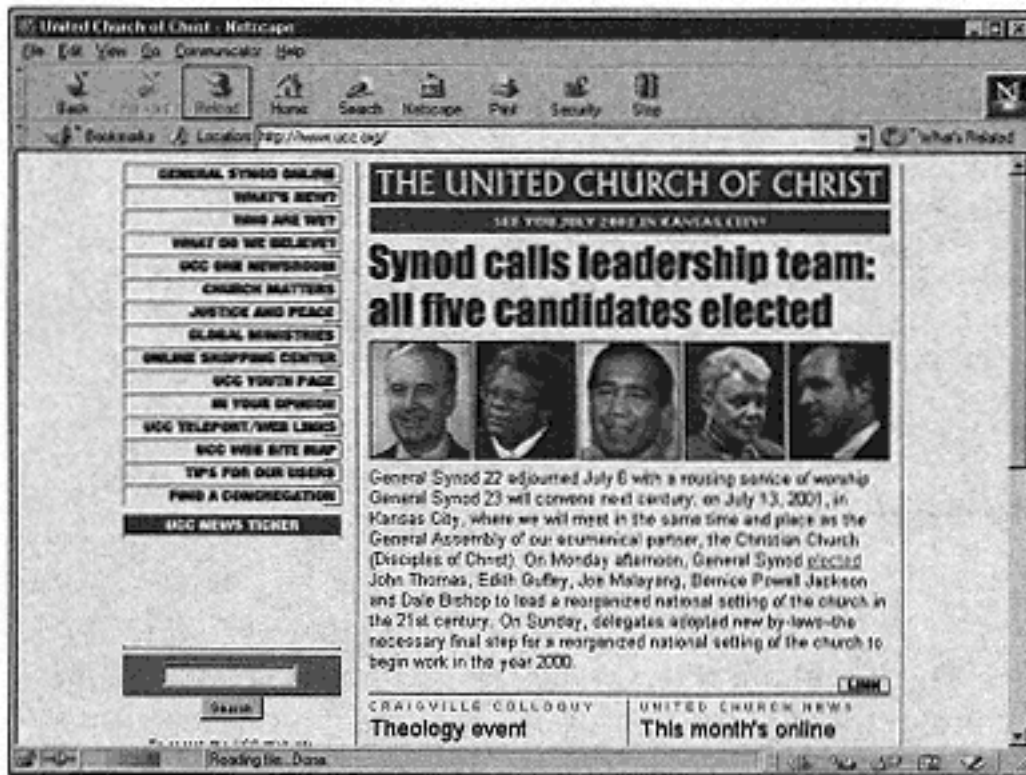 United Church of Christ - Netscape
File Edit View Go Communicator Help
Back Reload Home Search Netscape Print Security Stop
Bookmarks Location: http://www.ucc.org/ What's Related
GENERAL SYNOD ONLINE
WHAT'S NEW?
WHO ARE WE?
WHAT DO WE BELIEVE?
UCC ONE NEWSROOM
CHURCH MATTERS
JUSTICE AND PEACE
GLOBAL MINISTRIES
ONLINE SHOPPING CENTER
UCC YOUTH PAGE
IN YOUR OPINION
UCC TELEPORT/WEB LINKS
UCC WEB SITE MAP
TIPS FOR OUR USERS
FIND A CONGREGATION
UCC NEWS TICKER
Search
THE UNITED CHURCH OF CHRIST
SEE YOU JULY 2001 IN KANSAS CITY!
Synod calls leadership team:
all five candidates elected
General Synod 22 adjourned July 6 with a rousing service of worship
General Synod 23 will convene next century, on July 13, 2001, in
Kansas City, where we will meet in the same time and place as the
General Assembly of our ecumenical partner, the Christian Church
(Disciples of Christ). On Monday afternoon, General Synod elected
John Thomas, Edith Guffey, Joe Malayang, Bernice Powell Jackson
and Dale Bishop to lead a reorganized national setting of the church in
the 21st century. On Sunday, delegates adopted new by-laws-the
necessary final step for a reorganized national setting of the church to
begin work in the year 2000.
LINK
CRAIGVILLE COLLOQUY
Theology event
UNITED CHURCH NEWS
This month's online
Reading file...Done